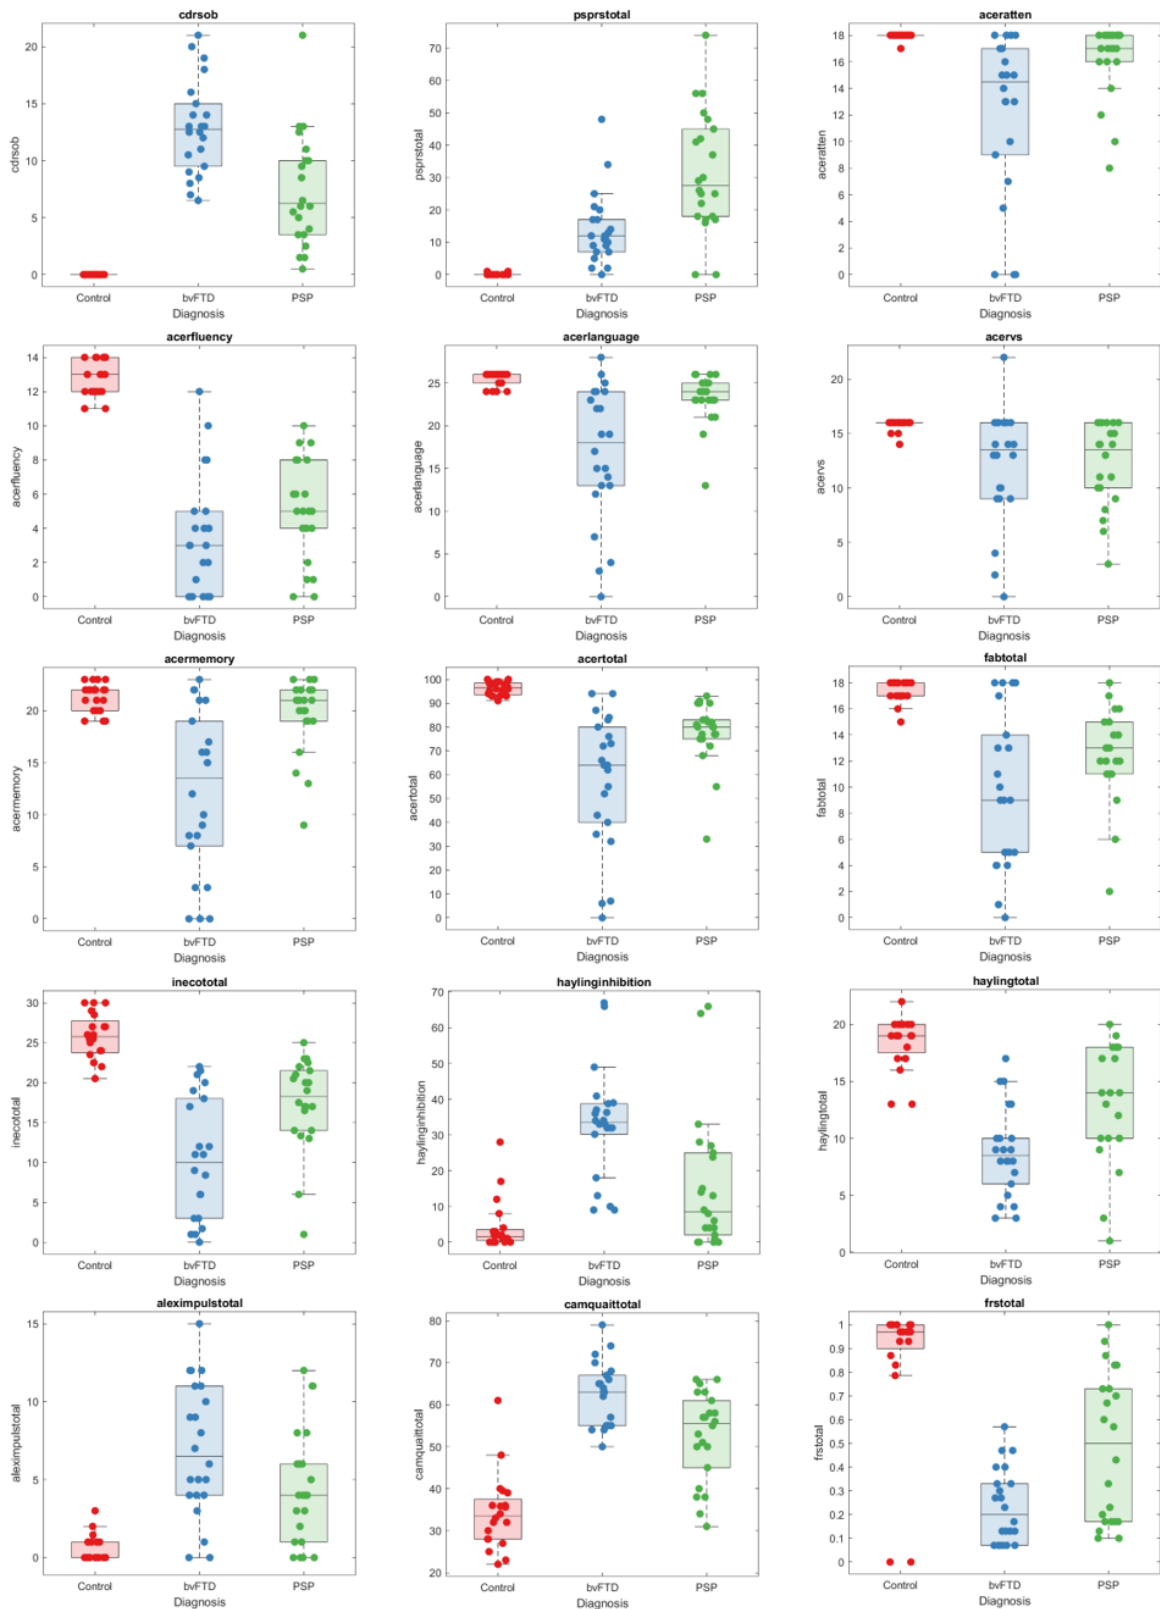 cdrsob
20
15
10
5
0
cdrsob
Control
bvFTD
PSP
Diagnosis
psprstotal
70
60
50
40
30
20
10
0
psprstotal
Control
bvFTD
PSP
Diagnosis
aceratten
18
16
14
12
10
8
6
4
2
0
aceratten
Control
bvFTD
PSP
Diagnosis
acerfluency
14
12
10
8
6
4
2
0
acerfluency
Control
bvFTD
PSP
Diagnosis
acerlanguage
25
20
15
10
5
0
acerlanguage
Control
bvFTD
PSP
Diagnosis
acervs
20
15
10
5
0
acervs
Control
bvFTD
PSP
Diagnosis
acermemory
20
15
10
5
0
acermemory
Control
bvFTD
PSP
Diagnosis
acertotal
100
90
80
70
60
50
40
30
20
10
0
acertotal
Control
bvFTD
PSP
Diagnosis
fabtotal
18
16
14
12
10
8
6
4
2
0
fabtotal
Control
bvFTD
PSP
Diagnosis
inecototal
30
25
20
15
10
5
0
inecototal
Control
bvFTD
PSP
Diagnosis
haylinginhibition
70
60
50
40
30
20
10
0
haylinginhibition
Control
bvFTD
PSP
Diagnosis
haylingtotal
20
15
10
5
0
haylingtotal
Control
bvFTD
PSP
Diagnosis
aleximpulstotal
15
10
5
0
aleximpulstotal
Control
bvFTD
PSP
Diagnosis
camquaittotal
80
70
60
50
40
30
20
camquaittotal
Control
bvFTD
PSP
Diagnosis
frstotal
1
0.9
0.8
0.7
0.6
0.5
0.4
0.3
0.2
0.1
0
frstotal
Control
bvFTD
PSP
Diagnosis